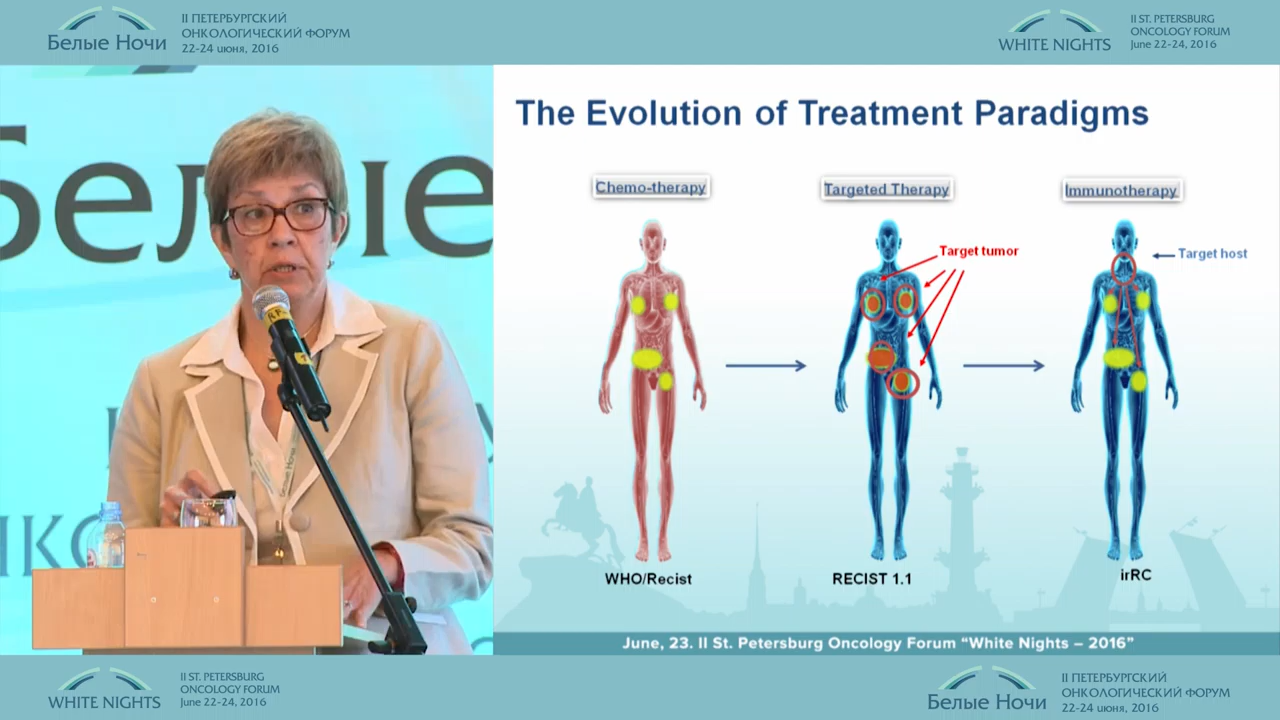 Белые Ночи
II ПЕТЕРБУРГСКИЙ
ОНКОЛОГИЧЕСКИЙ ФОРУМ
22-24 июня, 2016
WHITE NIGHTS
II ST. PETERSBURG
ONCOLOGY FORUM
June 22-24, 2016
Белые
The Evolution of Treatment Paradigms
Chemo-therapy
Targeted Therapy
Immunotherapy
Target tumor
Target host
WHO/Recist
RECIST 1.1
irRC
June, 23. II St. Petersburg Oncology Forum “White Nights – 2016”
WHITE NIGHTS
II ST. PETERSBURG
ONCOLOGY FORUM
June 22-24, 2016
Белые Ночи
II ПЕТЕРБУРГСКИЙ
ОНКОЛОГИЧЕСКИЙ ФОРУМ
22-24 июня, 2016